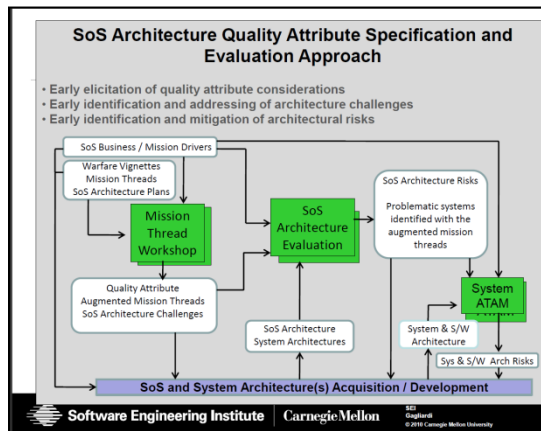 SoS Architecture Quality Attribute Specification and
Evaluation Approach
• Early elicitation of quality attribute considerations
• Early identification and addressing of architecture challenges
• Early identification and mitigation of architectural risks
SoS Business / Mission Drivers
Warfare Vignettes
Mission Threads
SoS Architecture Plans
Mission
Thread
Workshop
SoS
Architecture
Evaluation
SoS Architecture Risks
Problematic systems
identified with the
augmented mission
threads
Quality Attribute
Augmented Mission Threads
SoS Architecture Challenges
SoS Architecture
System Architectures
System & S/W
Architecture
System
ATAM
Sys & S/W Arch Risks
SoS and System Architecture(s) Acquisition / Development
Software Engineering Institute
Carnegie Mellon
SEI
Gagliardi
© 2010 Carnegie Mellon University